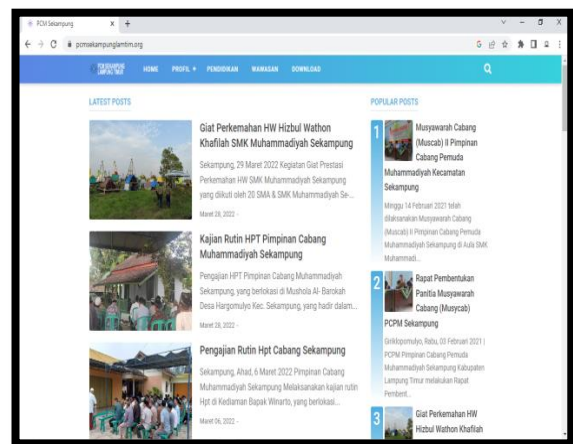 PCM Sekampung
pcmsekampunglamtim.org
PCM SEKAMPUNG
LAMPUNG TIMUR
HOME PROFIL PENDIDIKAN WAWASAN DOWNLOAD
LATEST POSTS
Giat Perkemahan HW Hizbul Wathon
Khafilah SMK Muhammadiyah Sekampung
Sekampung, 29 Maret 2022 Kegiatan Giat Prestasi
Perkemahan HW SMK Muhammadiyah Sekampung
yang diikuti oleh 20 SMA & SMK Muhammadiyah Se-...
Maret 28, 2022 -
Kajian Rutin HPT Pimpinan Cabang
Muhammadiyah Sekampung
Pengajian HPT Pimpinan Cabang Muhammadiyah
Sekampung, yang berlokasi di Mushola Al- Barokah
Desa Hargomulyo Kec. Sekampung, yang hadir dalam...
Maret 28, 2022 -
Pengajian Rutin Hpt Cabang Sekampung
Sekampung, Ahad, 6 Maret 2022 Pimpinan Cabang
Muhammadiyah Sekampung Melaksanakan kajian rutin
Hpt di Kediaman Bapak Winarto, yang berlokasi...
Maret 06, 2022 -
POPULAR POSTS
1
Musyawarah Cabang
(Muscab) II Pimpinan
Cabang Pemuda
Muhammadiyah Kecamatan
Sekampung
Minggu 14 Februari 2021 telah
dilaksanakan Musyawarah Cabang
(Muscab) II Pimpinan Cabang Pemuda
Muhammadiyah Sekampung di Aula SMK
Muhammadi...
2
Rapat Pembentukan
Panitia Musyawarah
Cabang (Musycab)
PCPM Sekampung
Giriklopomulyo, Rabu, 03 Februari 2021 |
PCPM Pimpinan Cabang Pemuda
Muhammadiyah Sekampung Kabupaten
Lampung Timur melakukan Rapat
Pembent...
3
Giat Perkemahan HW
Hizbul Wathon Khafilah